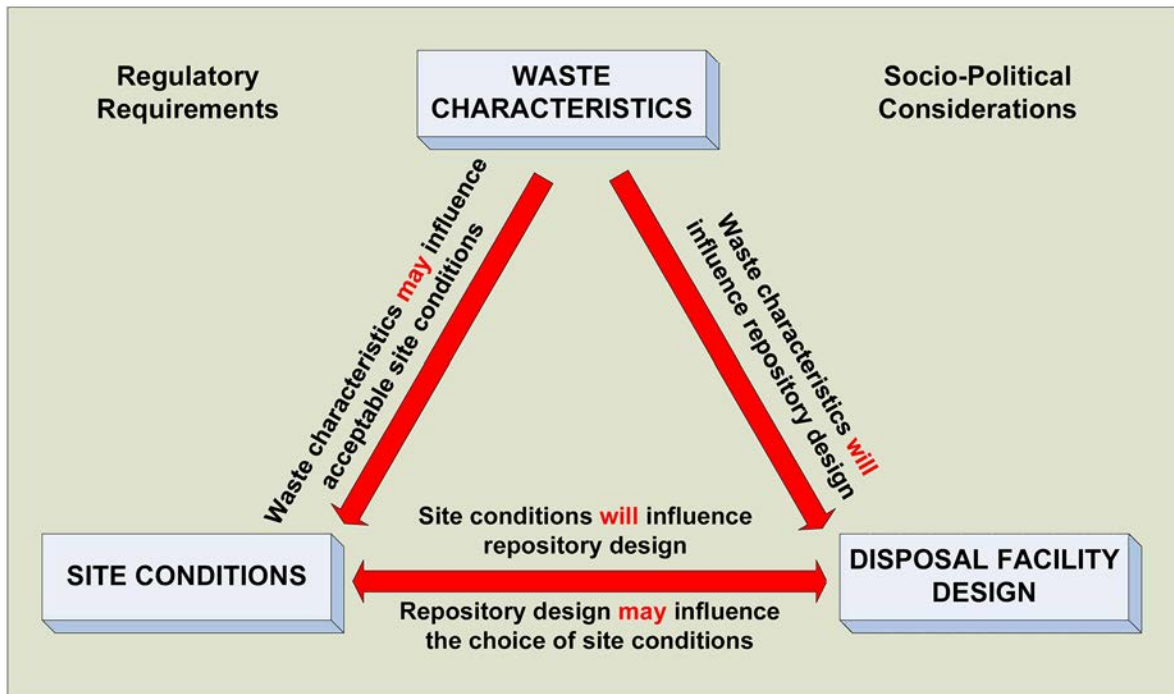 Regulatory
Requirements
WASTE
CHARACTERISTICS
Socio-Political
Considerations
Waste characteristics may influence
acceptable site conditions
Waste characteristics will
influence repository design
Site conditions will influence
repository design
SITE CONDITIONS
DISPOSAL FACILITY
DESIGN
Repository design may influence
the choice of site conditions